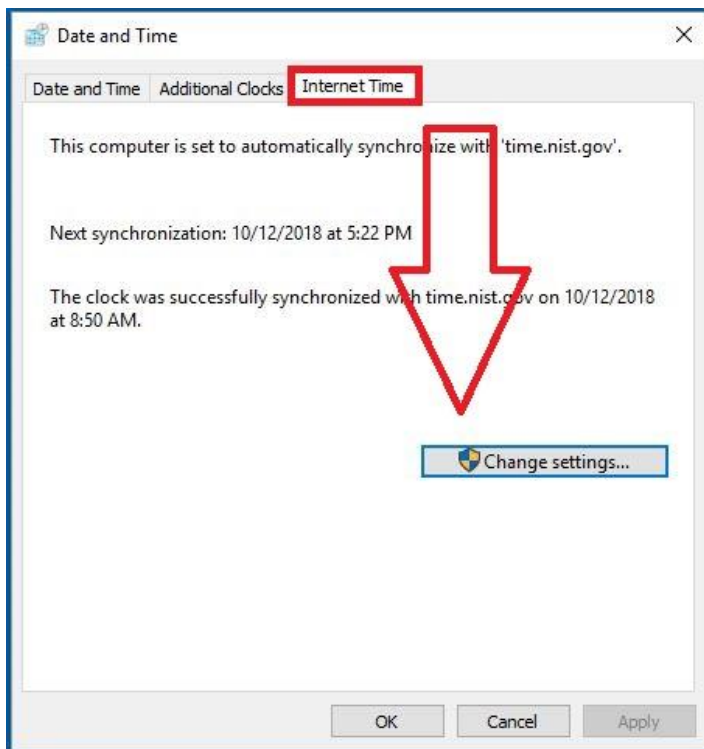 Date and Time
Date and Time Additional Clocks Internet Time
This computer is set to automatically synchronize with 'time.nist.gov'.
Next synchronization: 10/12/2018 at 5:22 PM
The clock was successfully synchronized with time.nist.gov on 10/12/2018
at 8:50 AM.
Change settings...
OK Cancel Apply